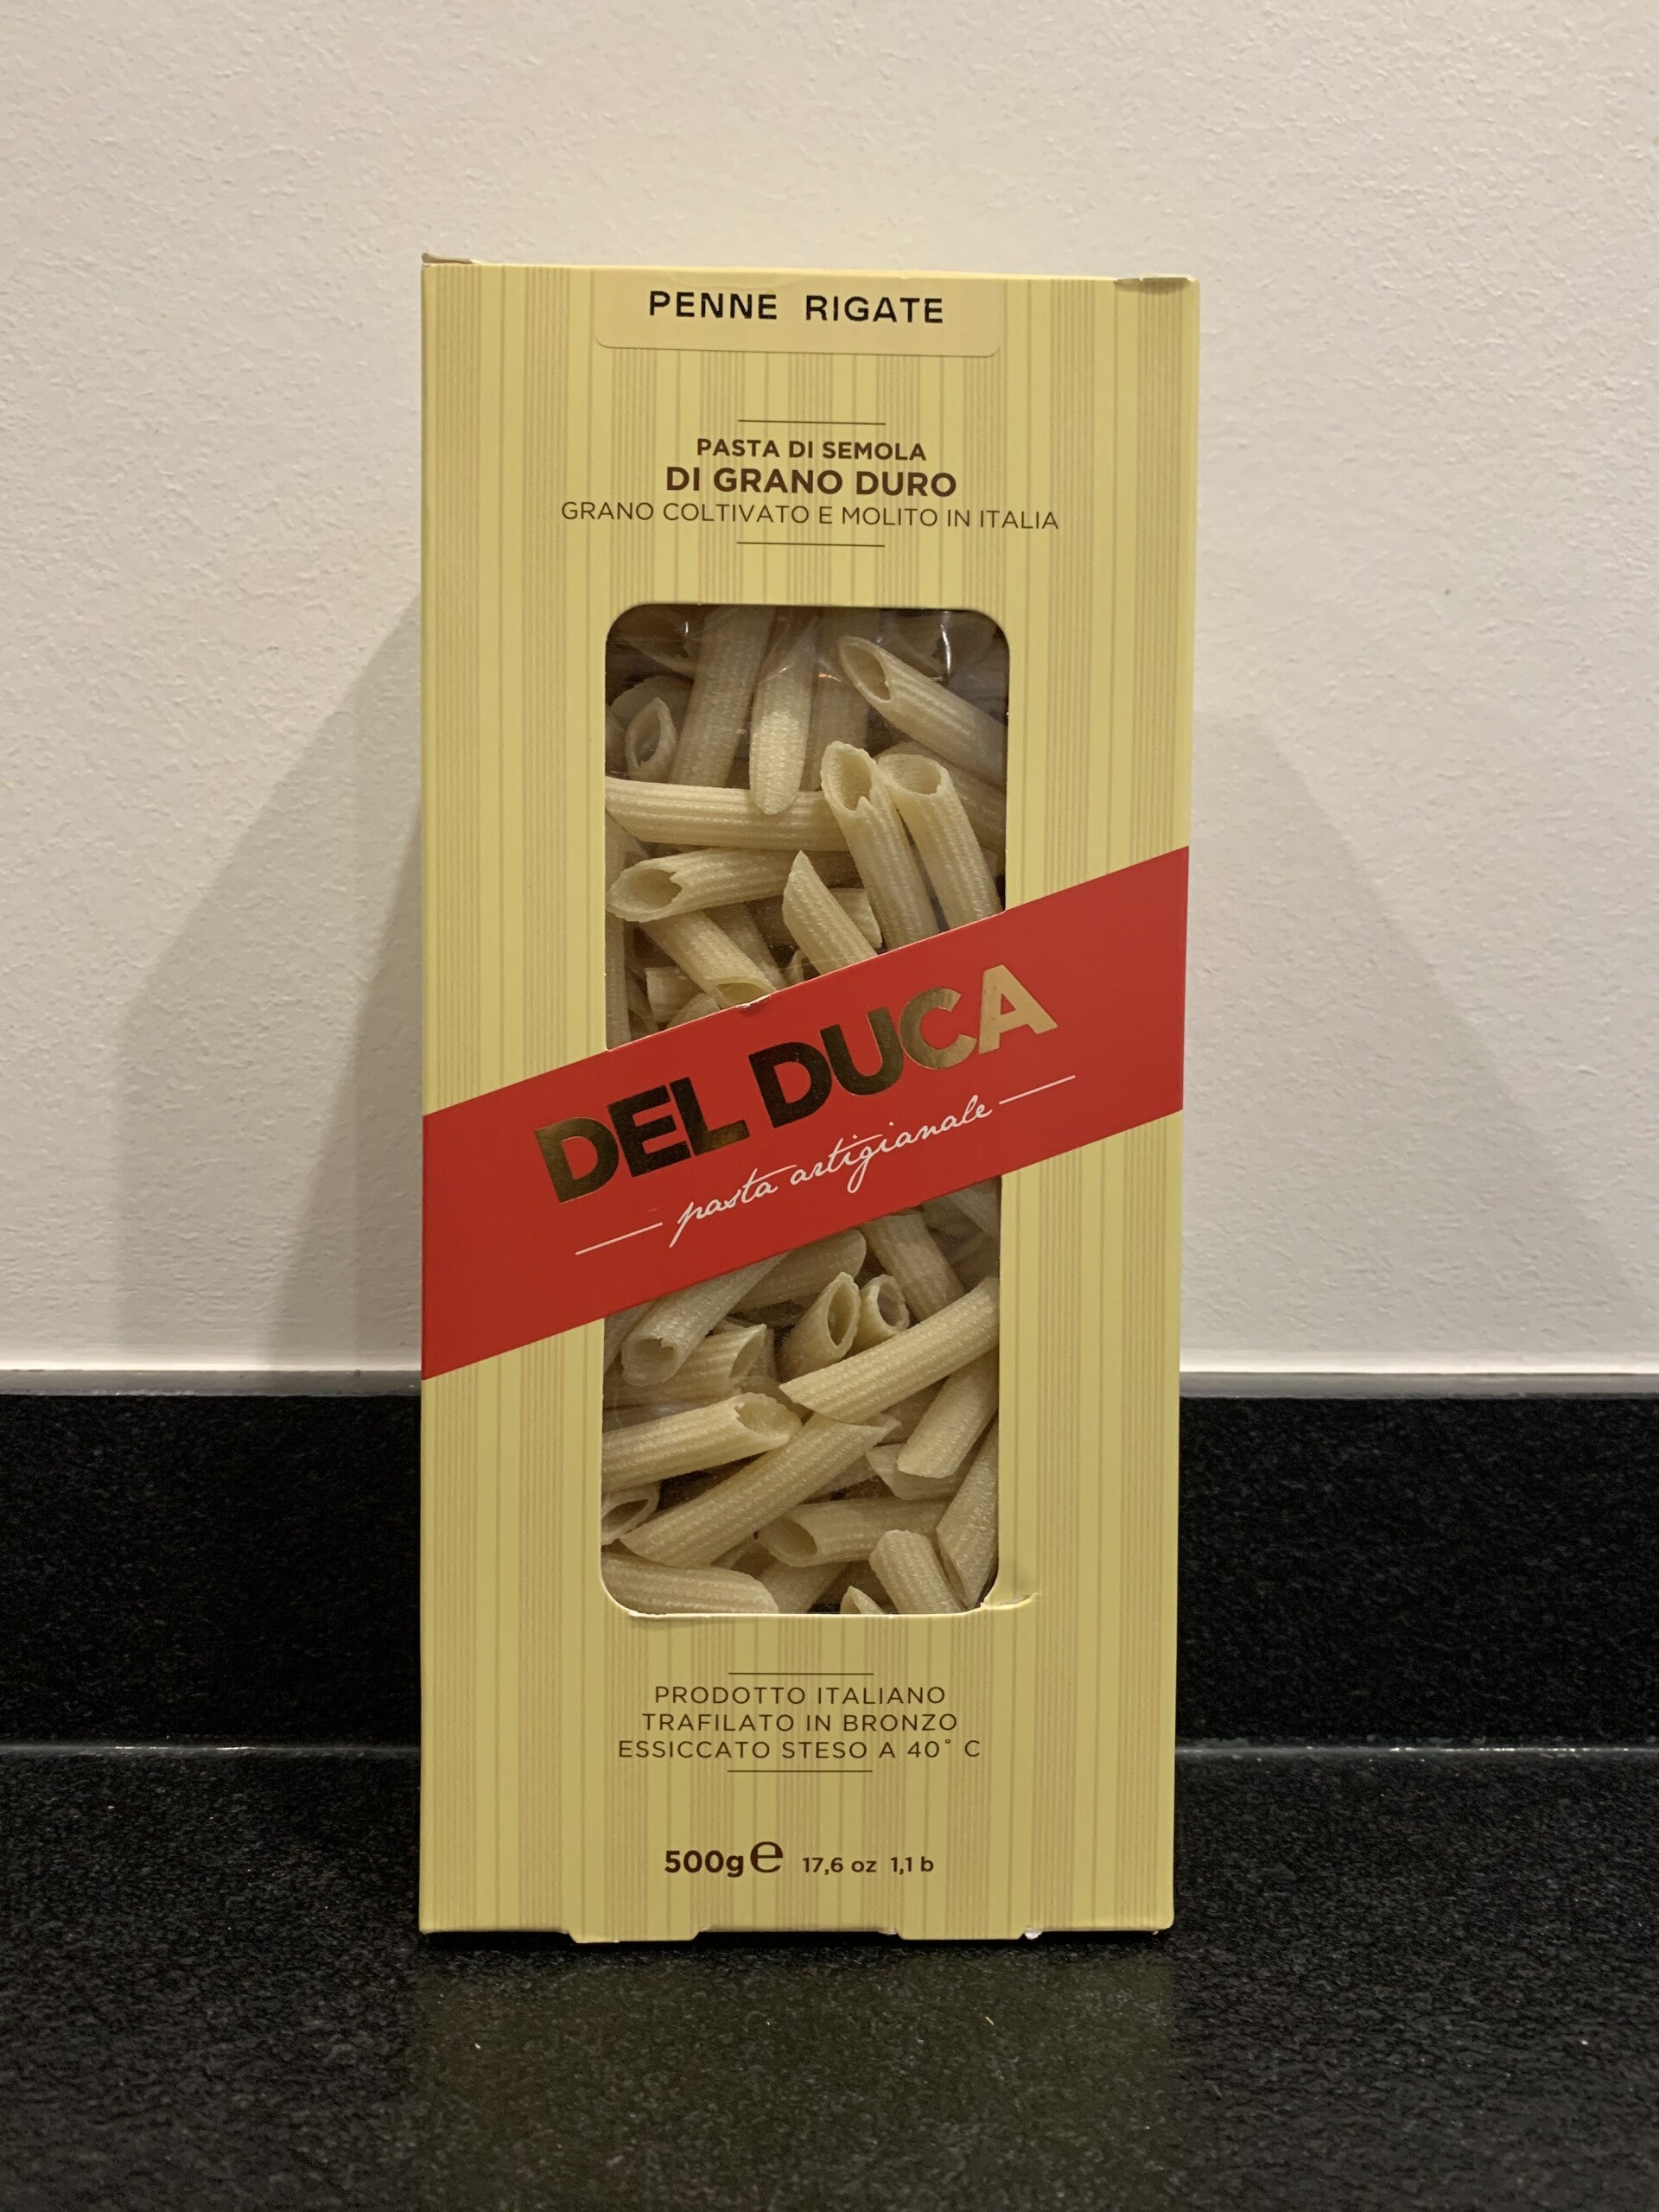 PENNE RIGATE
PASTA DI SEMOLA
DI GRANO DURO
GRANO COLTIVATO E MOLITO IN ITALIA
DEL DUCA
pasta artigianale
PRODOTTO ITALIANO
TRAFILATO IN BRONZO
ESSICCATO STESO A 40° C
500g e 17,6 oz 1,1 b